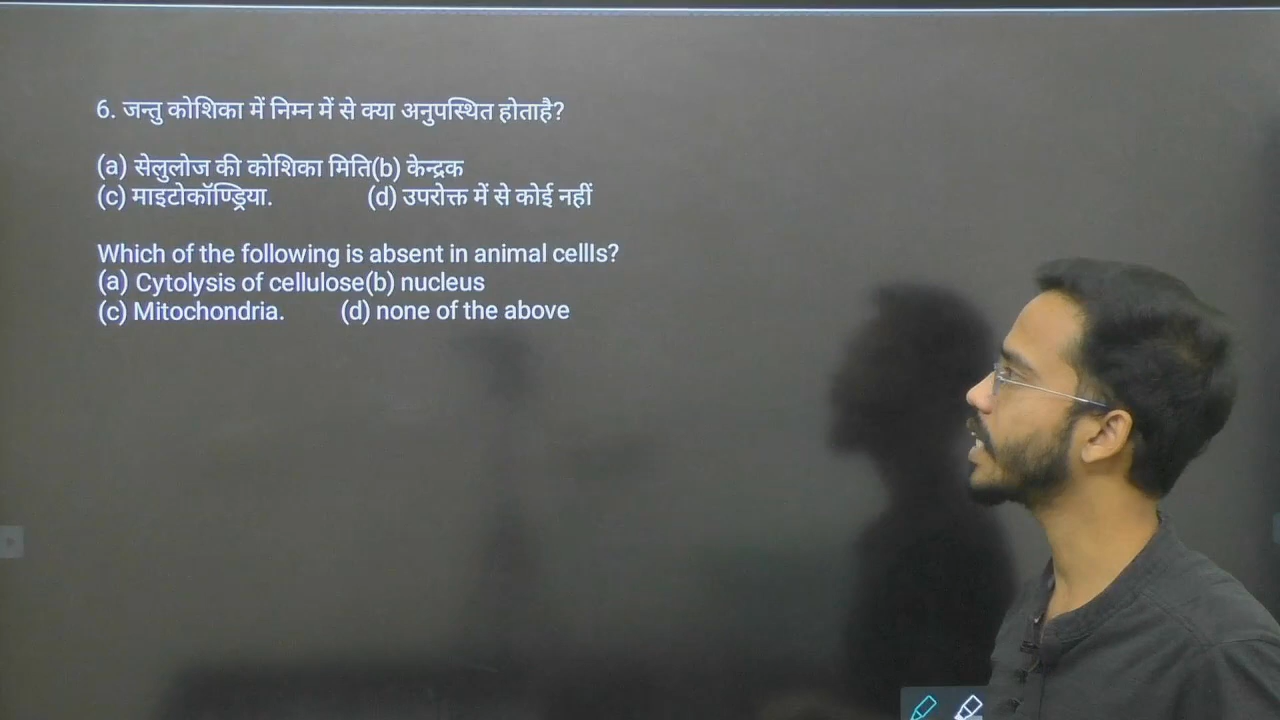 6. जन्तु कोशिका में निम्न में से क्या अनुपस्थित होताहै?
(a) सेलुलोज की कोशिका मिति(b) केन्द्रक
(c) माइटोकॉण्ड्रिया. (d) उपरोक्त में से कोई नहीं
Which of the following is absent in animal cellls?
(a) Cytolysis of cellulose(b) nucleus
(c) Mitochondria. (d) none of the above